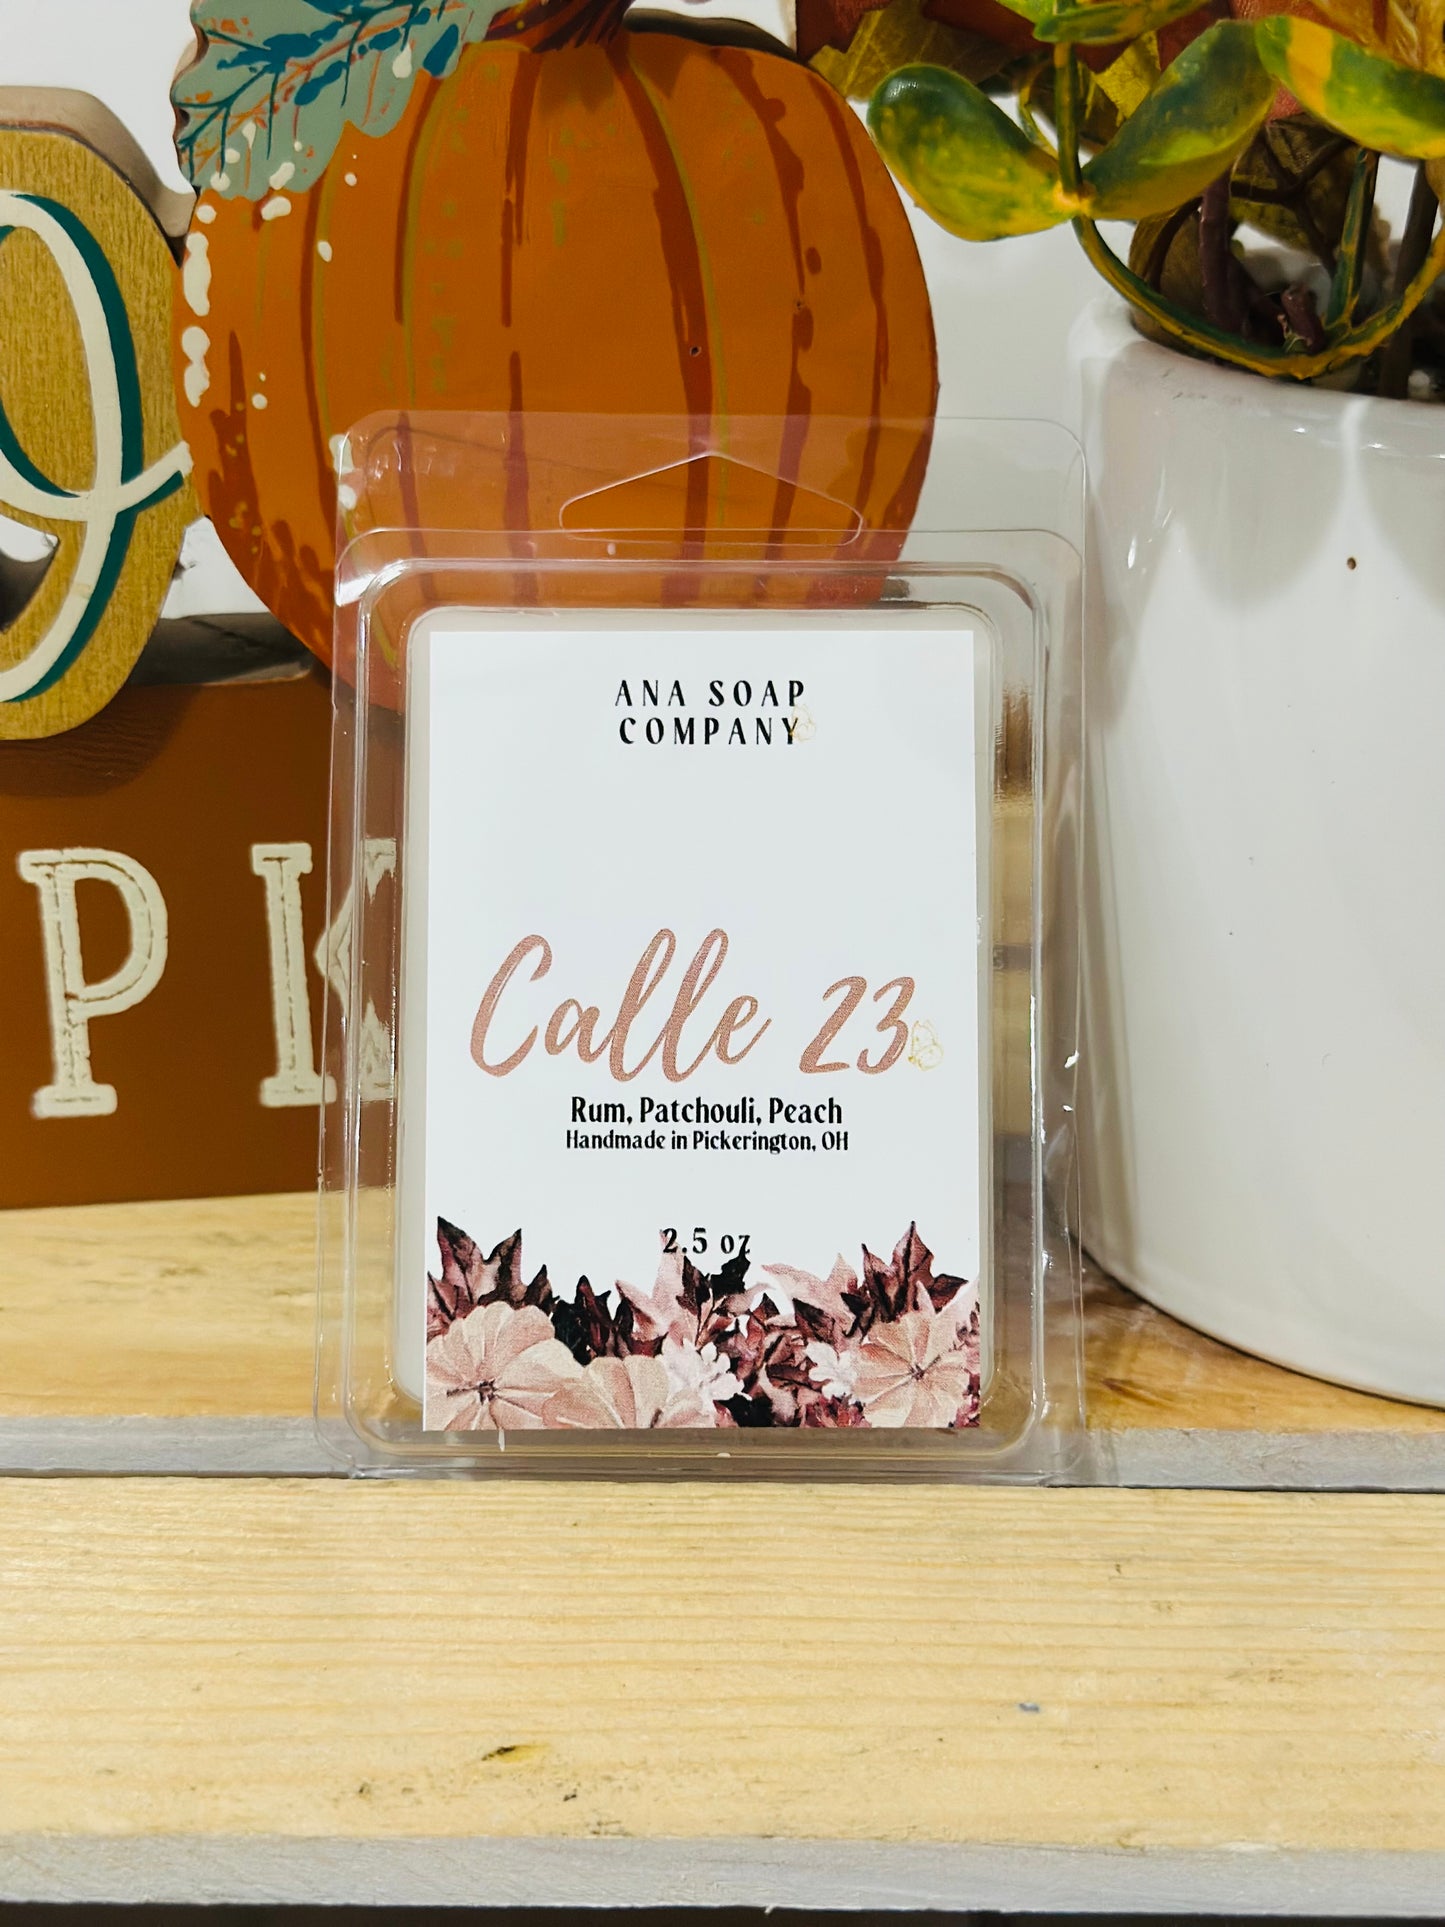 ANA SOAP
COMPANY
Calle 23
Rum, Patchouli, Peach
Handmade in Pickerington, OH
2.5 oz